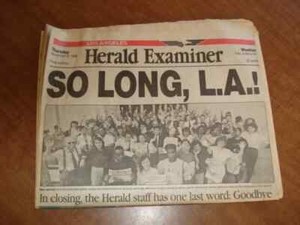 LOS ANGELES
Herald Examiner
SO LONG, L.A.!
In closing, the Herald staff has one last word: Goodbye